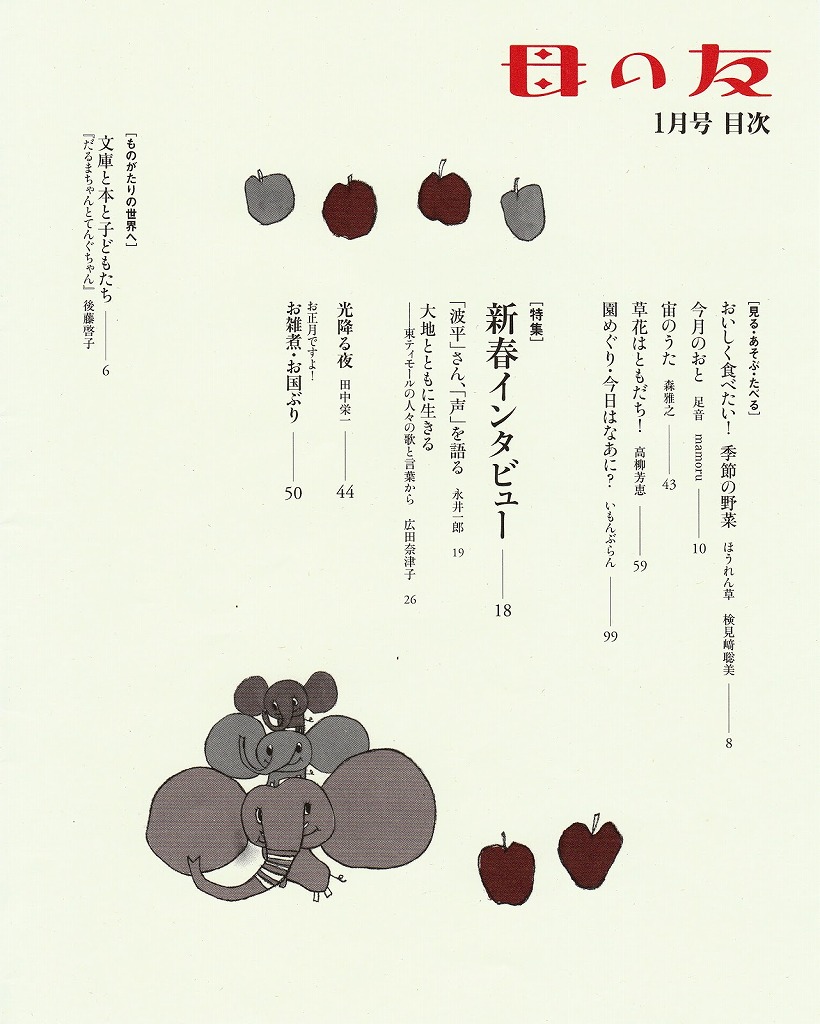 母の友
1月号 目次
[見る・あそぶ・たべる]
おいしく食べたい! 季節の野菜 ほうれん草 検見﨑聡美 ―― 8
今月のおと 足音 mamoru ―― 10
宙のうた 森雅之 ―― 43
草花はともだち! 高柳芳恵 ―― 59
園めぐり・今日はなあに? いもんぶらん ―― 99
[特集]
新春インタビュー ―― 18
「波平」さん、「声」を語る 永井一郎 19
大地とともに生きる
――東ティモールの人々の歌と言葉から 広田奈津子 26
光降る夜 田中栄一 ―― 44
お正月ですよ!
お雑煮・お国ぶり ―― 50
[ものがたりの世界へ]
文庫と本と子どもたち ―― 6
『だるまちゃんとてんぐちゃん』 後藤啓子